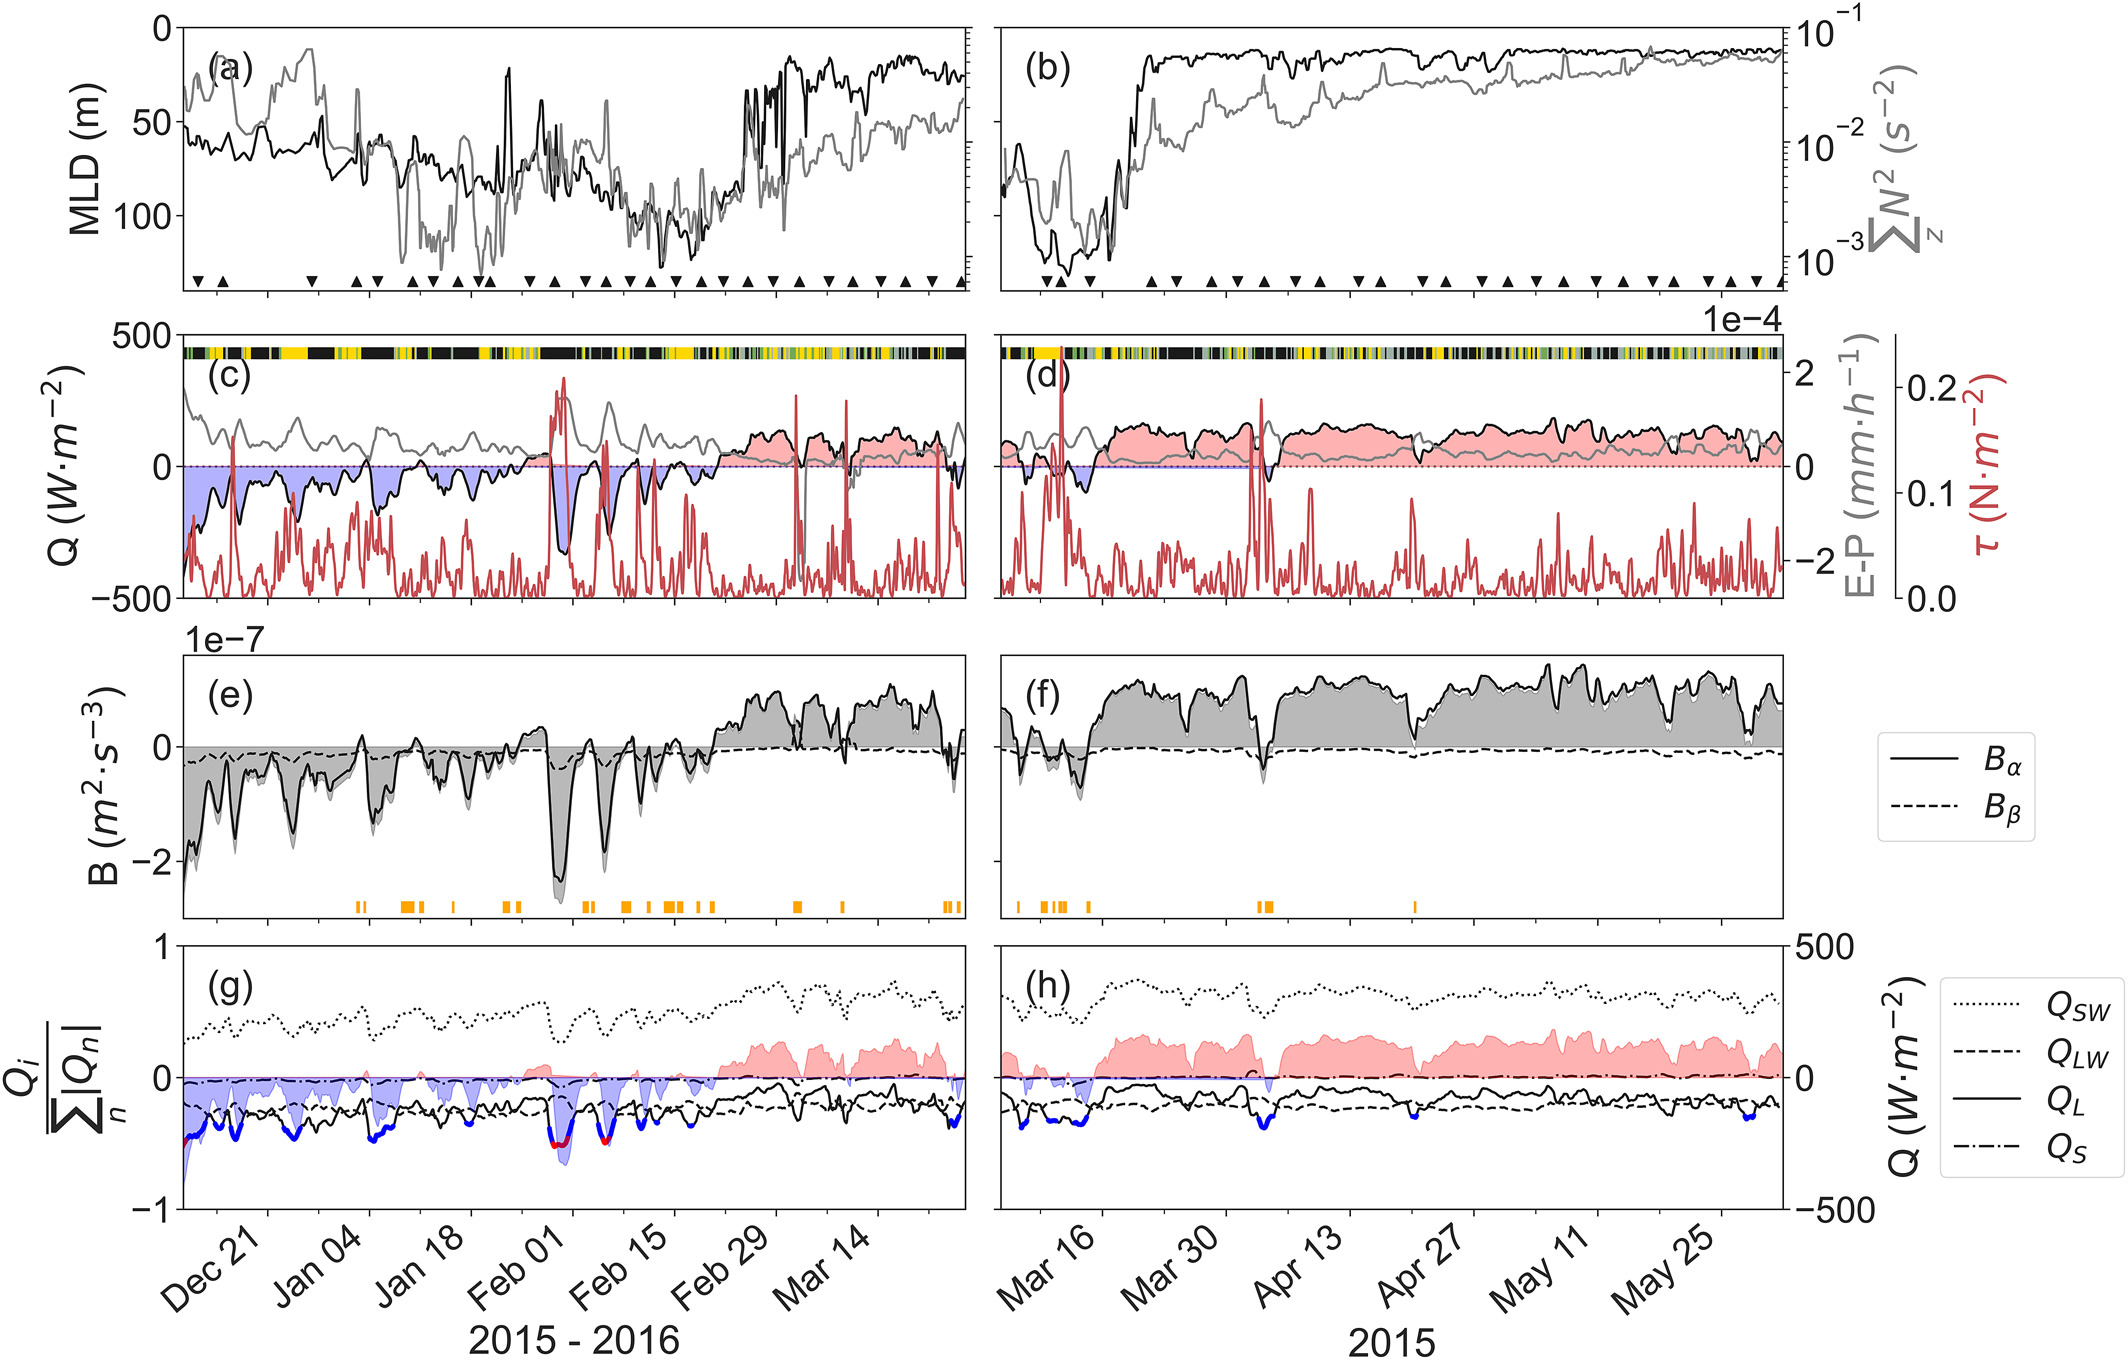 0
50
100
MLD (m)
(a)
(b)
10−1
10−2
10−3
∑z N2 (s−2)
500
0
−500
Q (W·m−2)
(c)
(d)
1e−4
2
0
−2
E-P (mm·h−1)
0.2
0.1
0.0
τ (N·m−2)
1e−7
0
−2
B (m2·s−3)
(e)
(f)
Bα
Bβ
1
0
−1
Qi
∑n|Qn|
(g)
(h)
500
0
−500
Q (W·m−2)
QSW
QLW
QL
QS
Dec 21
Jan 04
Jan 18
Feb 01
Feb 15
Feb 29
Mar 14
Mar 16
Mar 30
Apr 13
Apr 27
May 11
May 25
2015 - 2016
2015